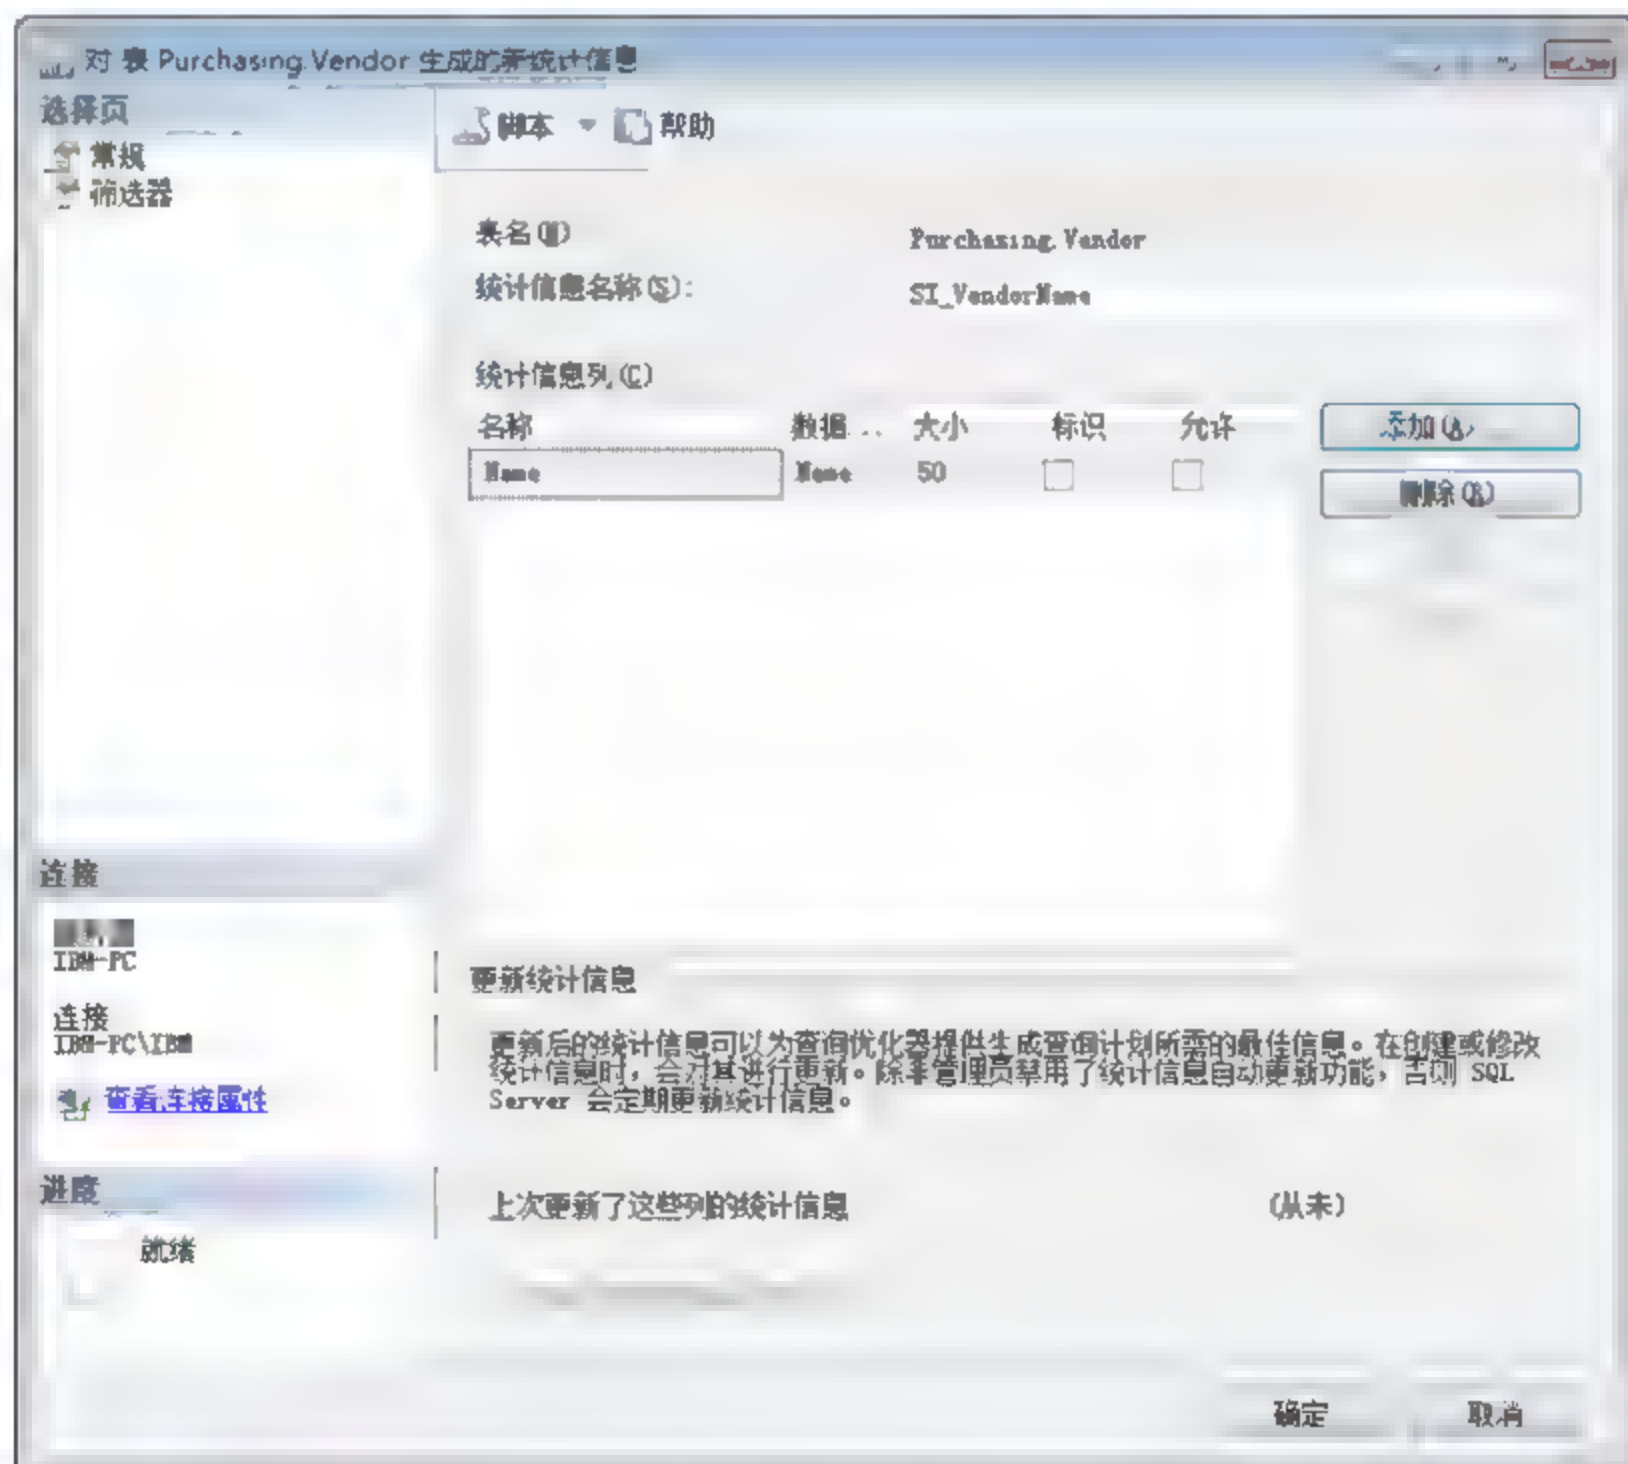 对 表 Purchasing.Vendor 生成的新统计信息
选择页
常规
筛选器
脚本 帮助
表名(N)
Purchasing.Vendor
统计信息名称(S):
SI_VendorName
统计信息列(C)
名称 数据... 大小 标识 允许
Name Name 50
添加(A)
删除(R)
连接
IBM-PC
连接
IBM-PC\IBM
查看连接属性
进度
就绪
更新统计信息
更新后的统计信息可以为查询优化器提供生成查询计划所需的最佳信息。在创建或修改
统计信息时，会对其进行更新。除非管理员禁用了统计信息自动更新功能，否则 SQL
Server 会定期更新统计信息。
上次更新了这些列的统计信息
(从未)
确定 取消